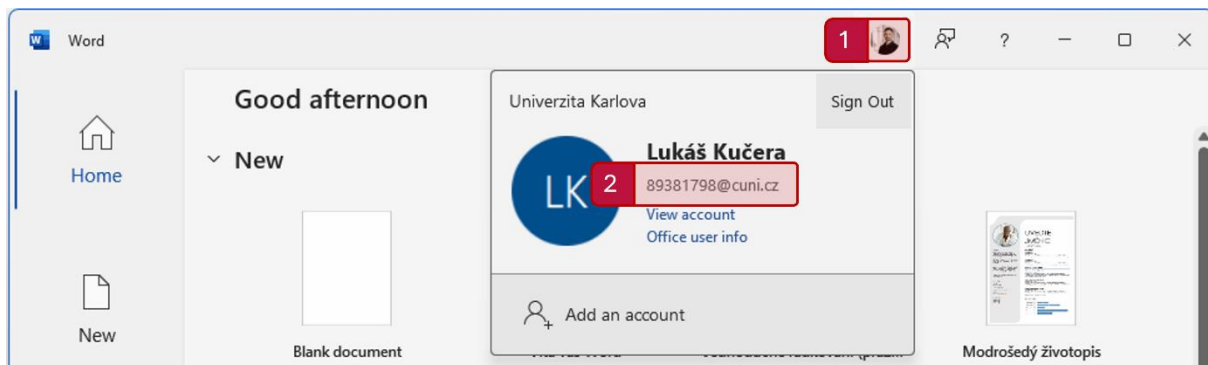 Word
1
?
Good afternoon
Univerzita Karlova
Sign Out
Home
New
Lukáš Kučera
LK
2
89381798@cuni.cz
View account
Office user info
Add an account
New
Blank document
Modrošedý životopis